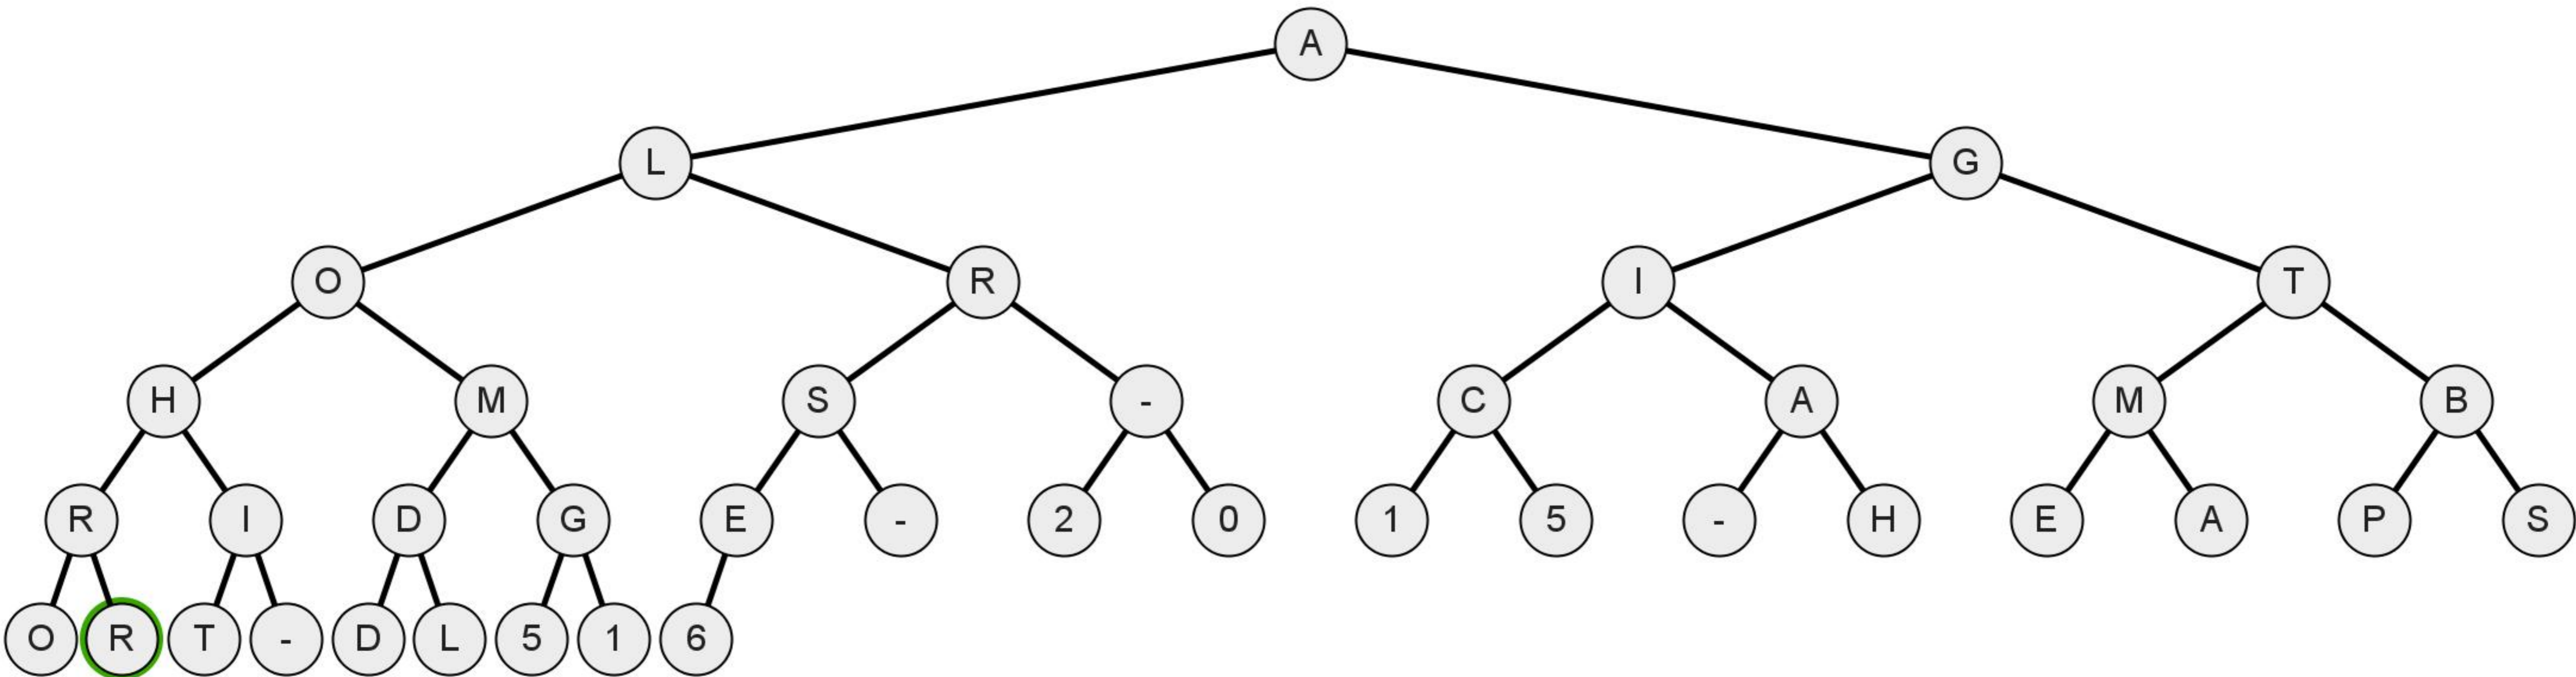 A
L G
O R I T
H M S - C A M B
R I D G E - 2 0 1 5 - H E A P S
O R T - D L 5 1 6